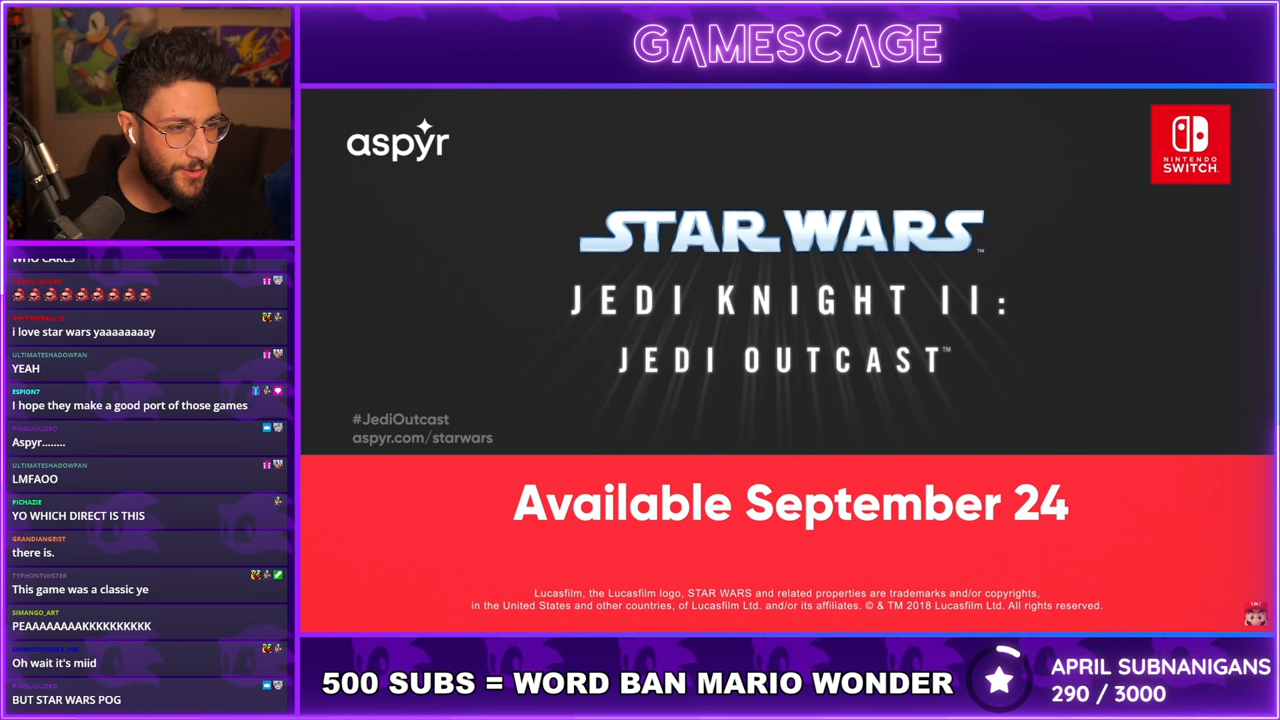 GAMESCAGE
aspyr
NINTENDO
SWITCH
STAR WARS
JEDI KNIGHT II:
JEDI OUTCAST™
#JediOutcast
aspyr.com/starwars
Available September 24
Lucasfilm, the Lucasfilm logo, STAR WARS and related properties are trademarks and/or copyrights,
in the United States and other countries, of Lucasfilm Ltd. and/or its affiliates. © & TM 2018 Lucasfilm Ltd. All rights reserved.
WHO CARES
i love star wars yaaaaaaay
ULTIMATESHADOWFAN
YEAH
ESPION7
I hope they make a good port of those games
PINGUULORD
Aspyr........
ULTIMATESHADOWFAN
LMFAOO
PICHAZIE
YO WHICH DIRECT IS THIS
GRANDIANGEIST
there is.
TYPHONTWISTER
This game was a classic ye
SIMANGO_ART
PEAAAAAAAKKKKKKKKKK
Oh wait it's miid
PINGUULORD
BUT STAR WARS POG
500 SUBS = WORD BAN MARIO WONDER
APRIL SUBNANIGANS
290 / 3000